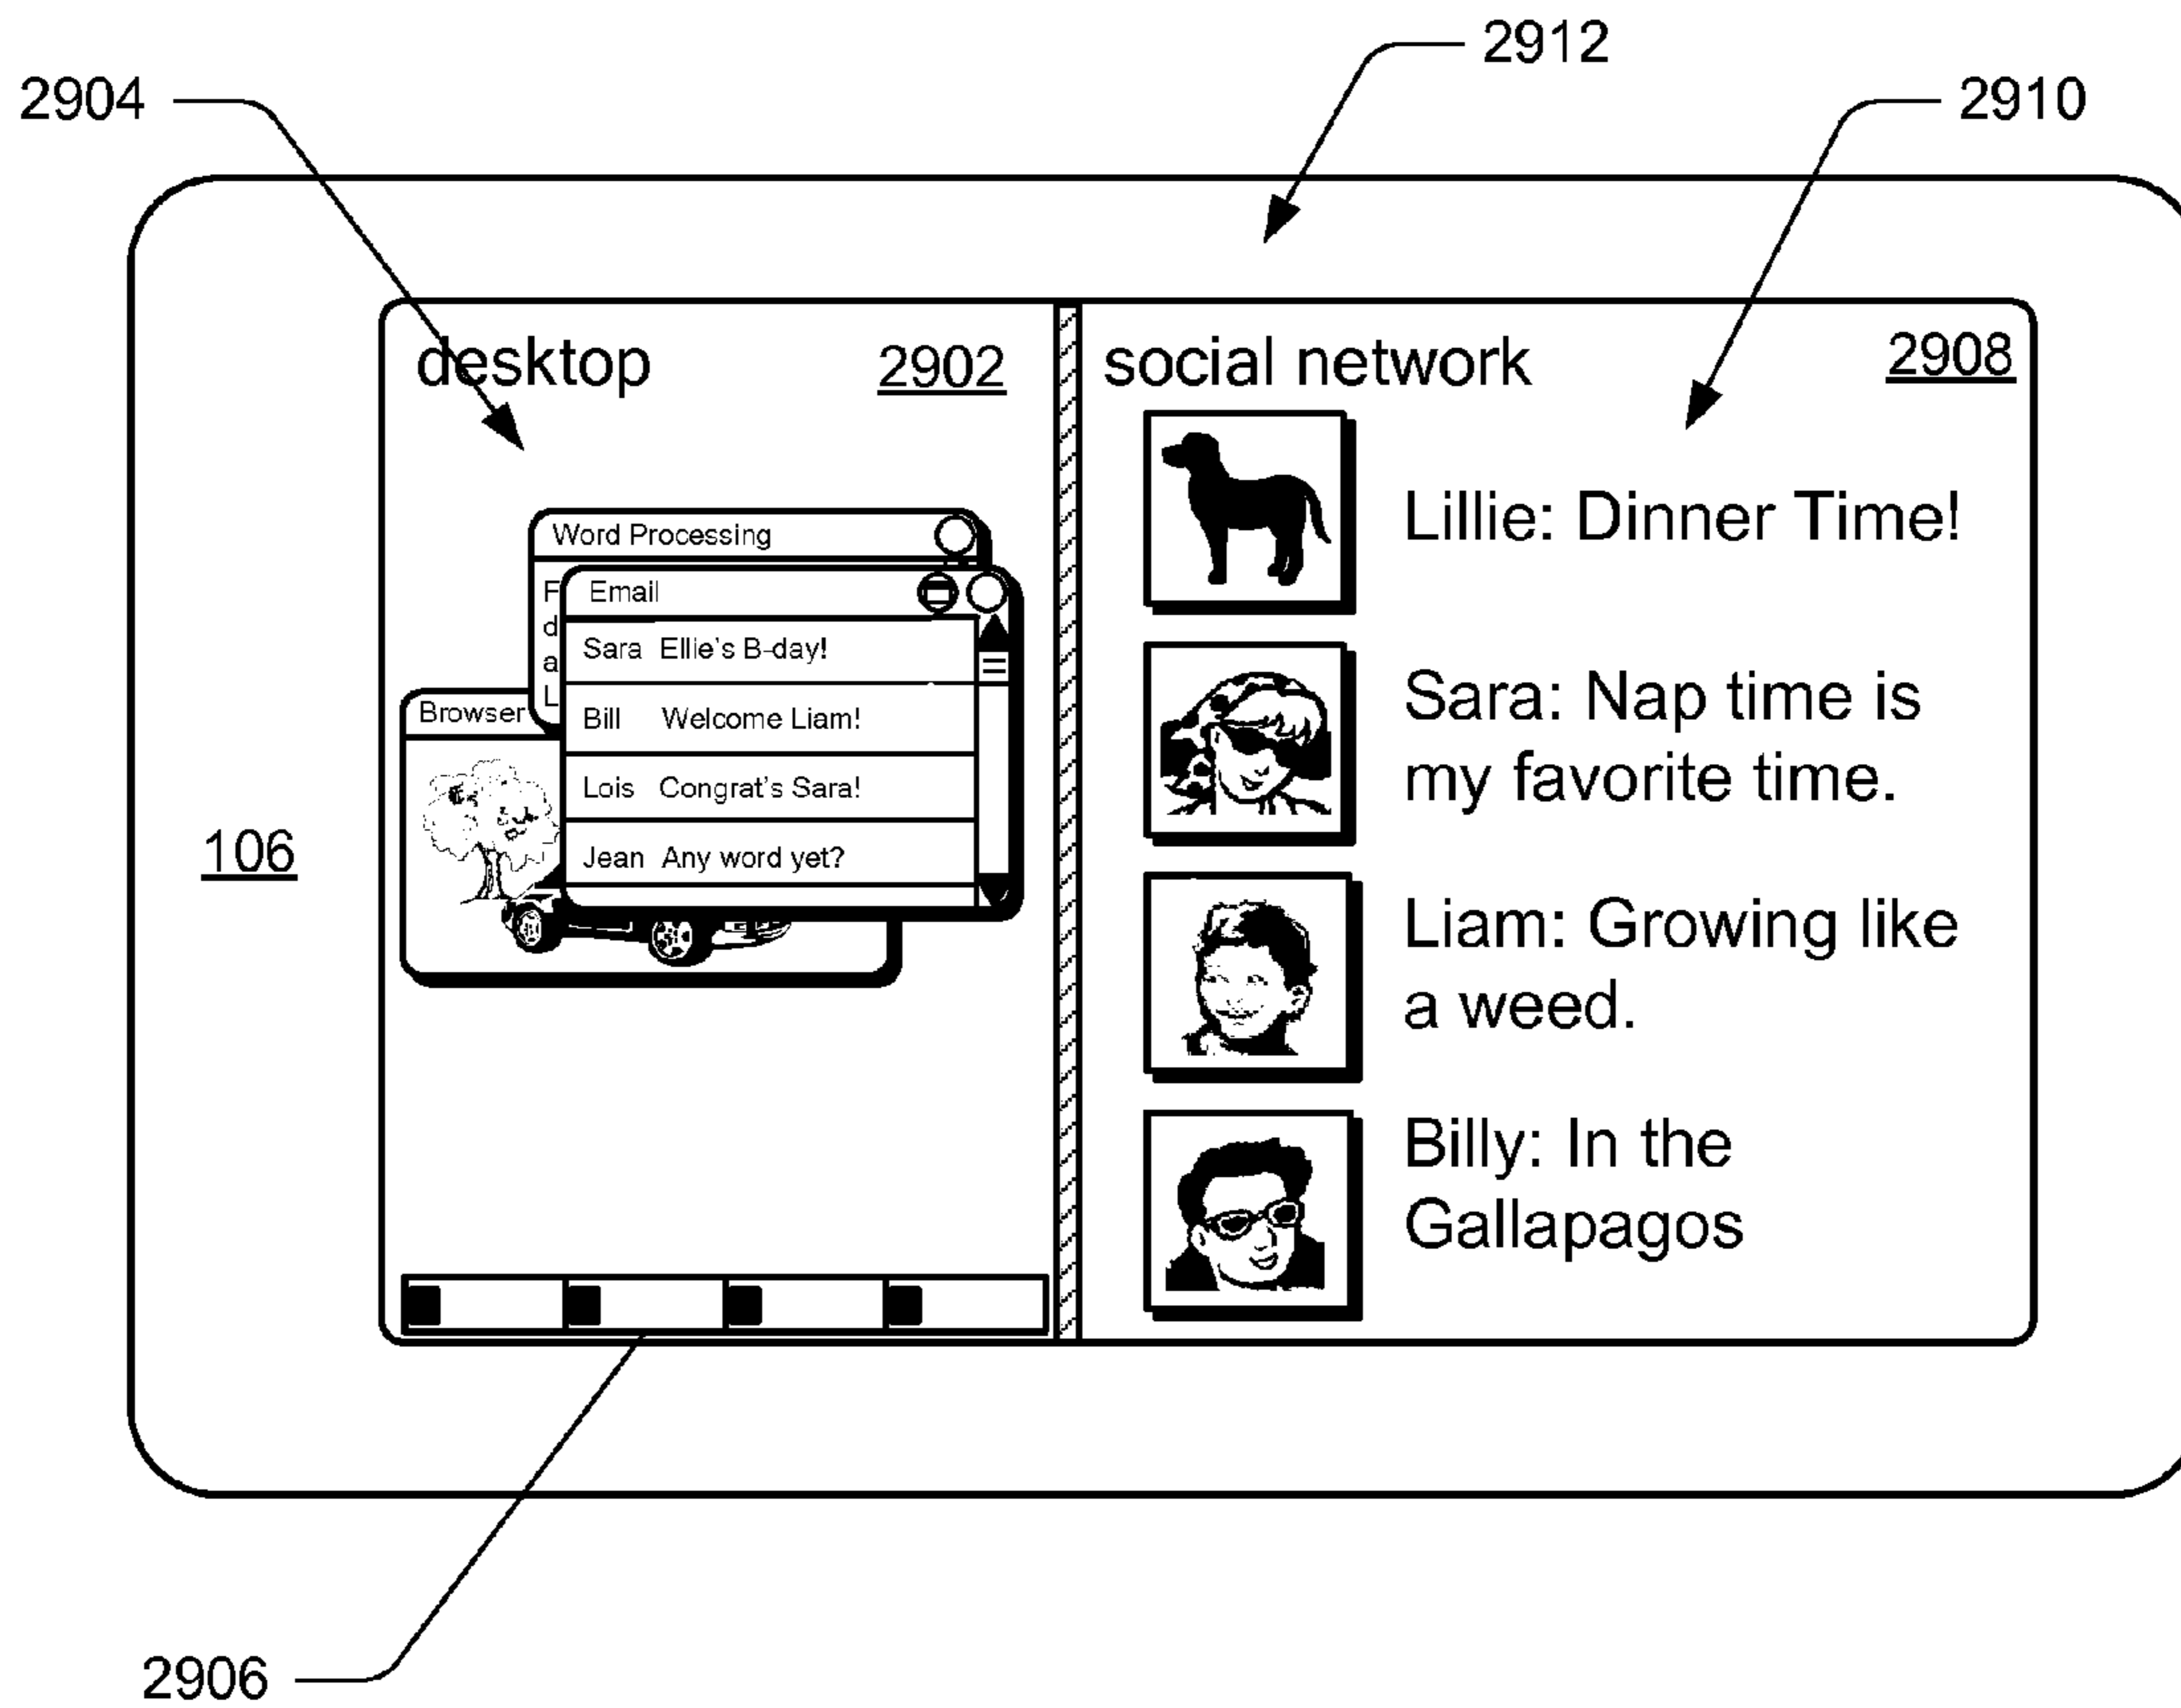 2912
2904
2910
desktop
2902
social network
2908
Word Processing
F
d
a
L
Email
Sara Ellie's B-day!
Bill Welcome Liam!
Lois Congrat's Sara!
Jean Any word yet?
Browser
Lillie: Dinner Time!
Sara: Nap time is
my favorite time.
Liam: Growing like
a weed.
Billy: In the
Gallapagos
106
2906